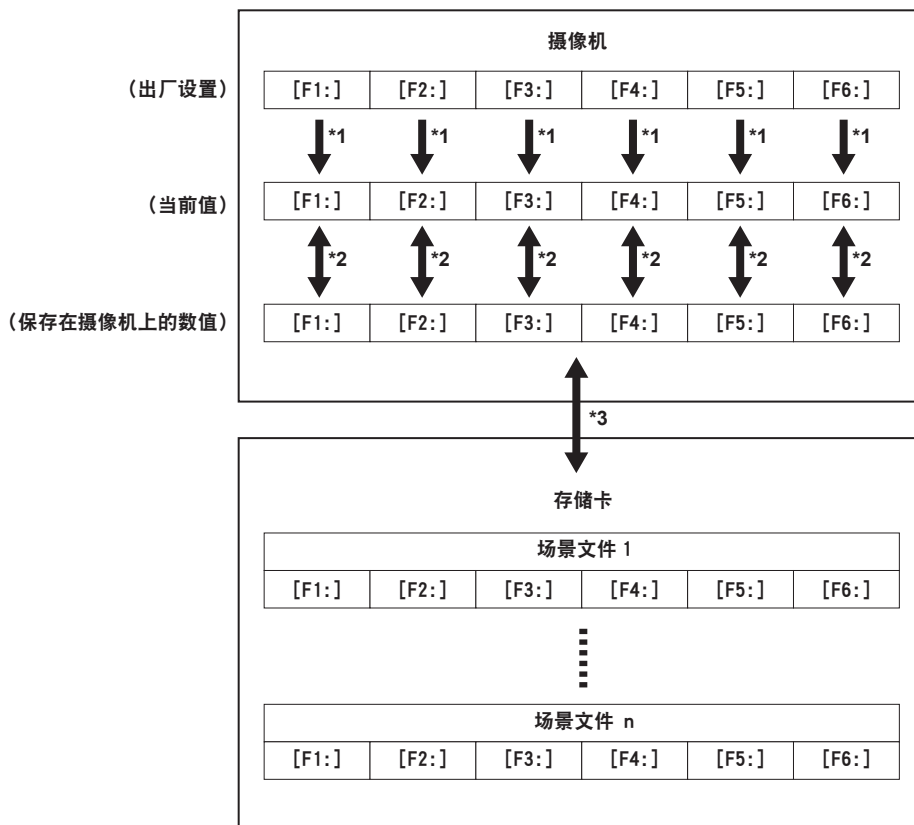 摄像机
(出厂设置) [F1:] [F2:] [F3:] [F4:] [F5:] [F6:]
*1 *1 *1 *1 *1 *1
(当前值) [F1:] [F2:] [F3:] [F4:] [F5:] [F6:]
*2 *2 *2 *2 *2 *2
(保存在摄像机上的数值) [F1:] [F2:] [F3:] [F4:] [F5:] [F6:]
*3
存储卡
场景文件 1
[F1:] [F2:] [F3:] [F4:] [F5:] [F6:]
场景文件 n
[F1:] [F2:] [F3:] [F4:] [F5:] [F6:]